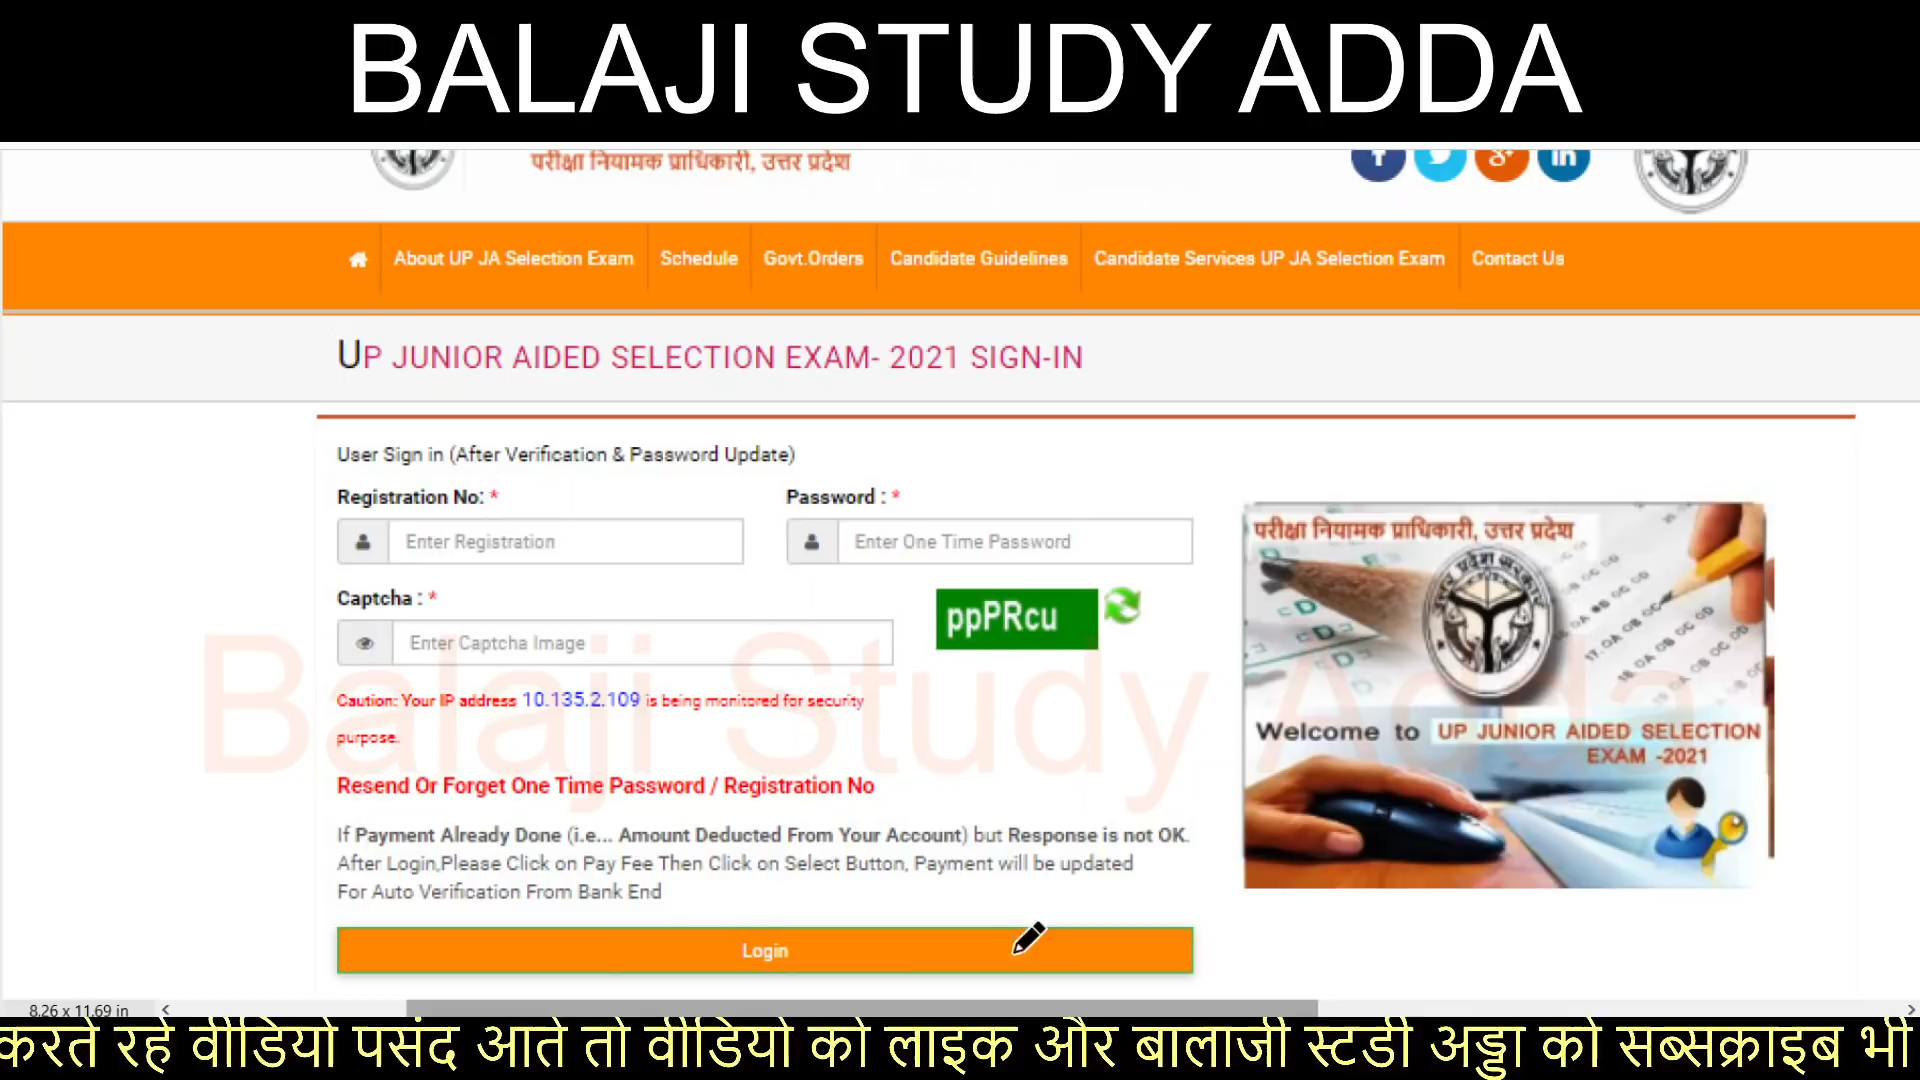 BALAJI STUDY ADDA
परीक्षा नियामक प्राधिकारी, उत्तर प्रदेश
About UP JA Selection Exam
Schedule
Govt.Orders
Candidate Guidelines
Candidate Services UP JA Selection Exam
Contact Us
UP JUNIOR AIDED SELECTION EXAM- 2021 SIGN-IN
User Sign in (After Verification & Password Update)
Registration No: *
Password : *
Enter Registration
Enter One Time Password
Captcha : *
ppPRcu
Enter Captcha Image
Caution: Your IP address 10.135.2.109 is being monitored for security
purpose.
Resend Or Forget One Time Password / Registration No
If Payment Already Done (i.e... Amount Deducted From Your Account) but Response is not OK.
After Login,Please Click on Pay Fee Then Click on Select Button, Payment will be updated
For Auto Verification From Bank End
Login
परीक्षा नियामक प्राधिकारी, उत्तर प्रदेश
Welcome to UP JUNIOR AIDED SELECTION
EXAM -2021
Balaji Study Adda
8.26 x 11.69 in
करते रहे वीडियो पसंद आते तो वीडियो को लाइक और बालाजी स्टडी अड्डा को सब्सक्राइब भी